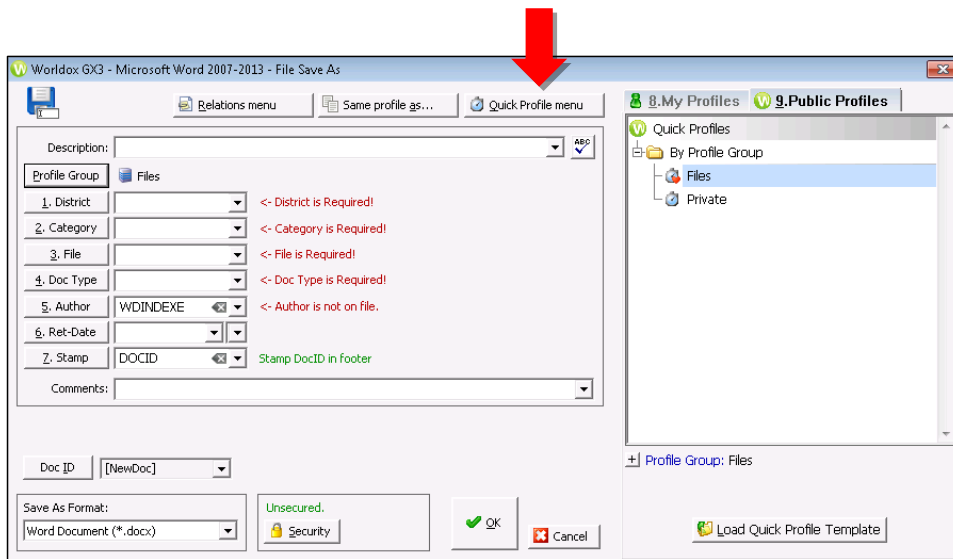 Worldox GX3 - Microsoft Word 2007-2013 - File Save As
Relations menu
Same profile as...
Quick Profile menu
8.My Profiles
9.Public Profiles
Description:
ABC
Quick Profiles
By Profile Group
Files
Private
Profile Group
Files
1. District
<- District is Required!
2. Category
<- Category is Required!
3. File
<- File is Required!
4. Doc Type
<- Doc Type is Required!
5. Author
WDINDEXE
<- Author is not on file.
6. Ret-Date
7. Stamp
DOCID
Stamp DocID in footer
Comments:
Doc ID
[NewDoc]
Profile Group: Files
Save As Format:
Word Document (*.docx)
Unsecured.
Security
OK
Cancel
Load Quick Profile Template